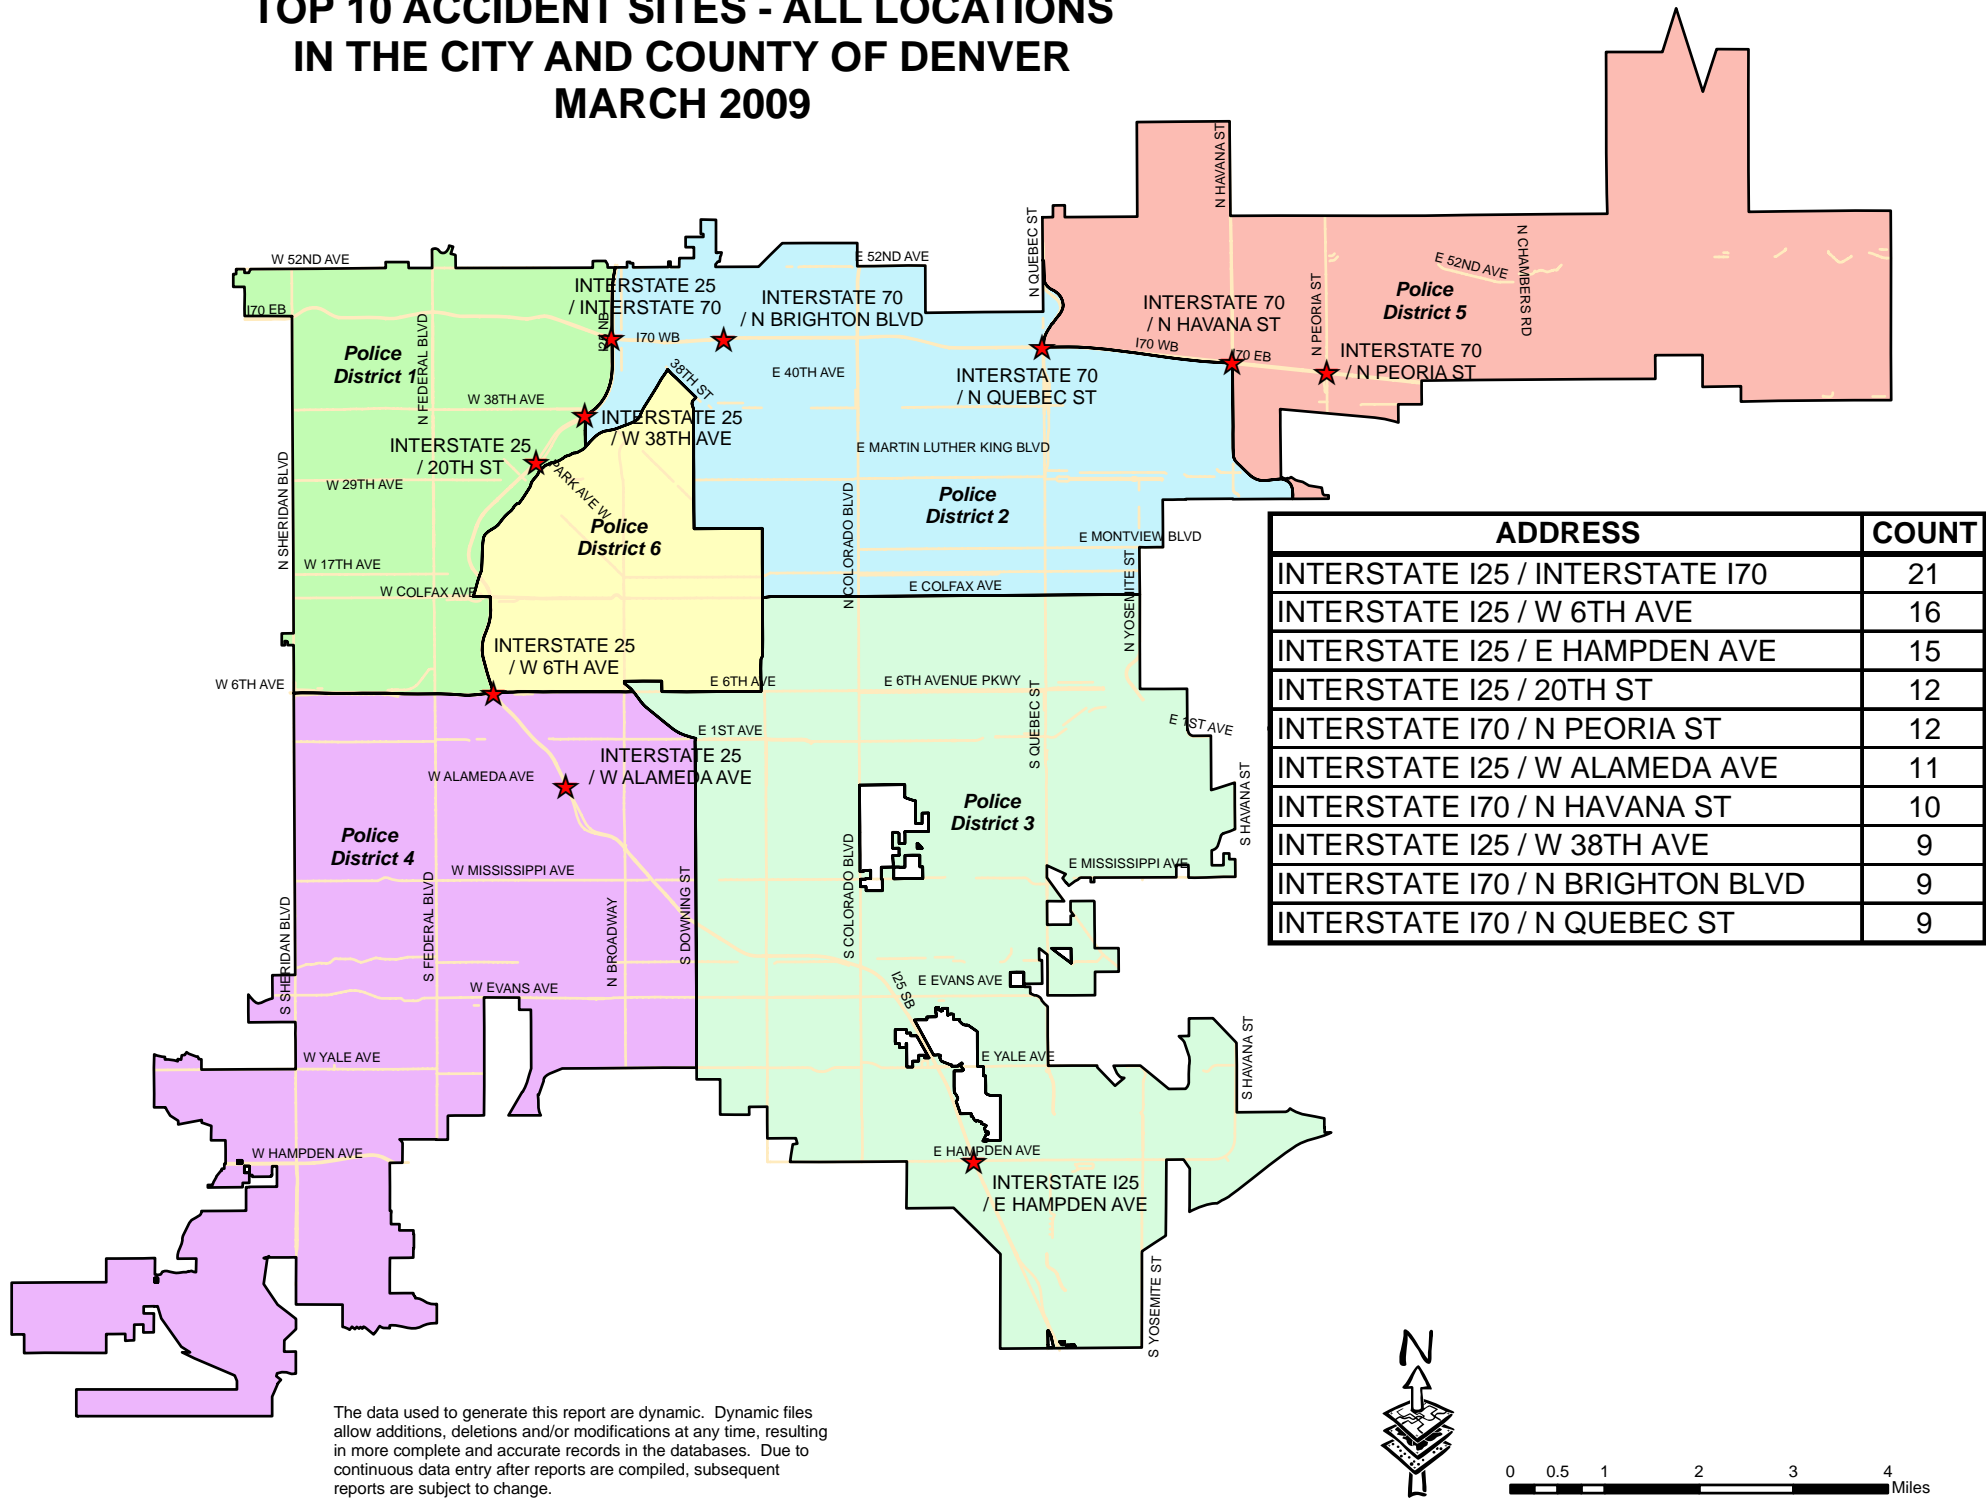 TOP 10 ACCIDENT SITES - ALL LOCATIONS
IN THE CITY AND COUNTY OF DENVER
MARCH 2009
N HAVANA ST
N QUEBEC ST
W 52ND AVE
E 52ND AVE
N CHAMBERS RD
E 52ND AVE
I70 EB
INTERSTATE 25
/ INTERSTATE 70
INTERSTATE 70
/ N BRIGHTON BLVD
INTERSTATE 70
/ N HAVANA ST
N PEORIA ST
Police
District 5
N FEDERAL BLVD
I70 WB
I70 WB
I70 EB
INTERSTATE 70
/ N PEORIA ST
Police
District 1
38TH ST
E 40TH AVE
INTERSTATE 70
/ N QUEBEC ST
W 38TH AVE
INTERSTATE 25
/ W 38TH AVE
INTERSTATE 25
/ 20TH ST
E MARTIN LUTHER KING BLVD
N SHERIDAN BLVD
W 29TH AVE
PARK AVE W
Police
District 6
Police
District 2
N COLORADO BLVD
E MONTVIEW BLVD
W 17TH AVE
W COLFAX AVE
E COLFAX AVE
N YOSEMITE ST
INTERSTATE 25
/ W 6TH AVE
W 6TH AVE
E 6TH AVE
E 6TH AVENUE PKWY
S QUEBEC ST
E 1ST AVE
E 1ST AVE
INTERSTATE 25
/ W ALAMEDA AVE
W ALAMEDA AVE
S HAVANA ST
Police
District 3
Police
District 4
W MISSISSIPPI AVE
E MISSISSIPPI AVE
S SHERIDAN BLVD
S FEDERAL BLVD
N BROADWAY
S DOWNING ST
S COLORADO BLVD
W EVANS AVE
I25 SB
E EVANS AVE
W YALE AVE
E YALE AVE
S HAVANA ST
W HAMPDEN AVE
E HAMPDEN AVE
INTERSTATE I25
/ E HAMPDEN AVE
S YOSEMITE ST
ADDRESS COUNT
INTERSTATE I25 / INTERSTATE I70 21
INTERSTATE I25 / W 6TH AVE 16
INTERSTATE I25 / E HAMPDEN AVE 15
INTERSTATE I25 / 20TH ST 12
INTERSTATE I70 / N PEORIA ST 12
INTERSTATE I25 / W ALAMEDA AVE 11
INTERSTATE I70 / N HAVANA ST 10
INTERSTATE I25 / W 38TH AVE 9
INTERSTATE I70 / N BRIGHTON BLVD 9
INTERSTATE I70 / N QUEBEC ST 9
The data used to generate this report are dynamic. Dynamic files
allow additions, deletions and/or modifications at any time, resulting
in more complete and accurate records in the databases. Due to
continuous data entry after reports are compiled, subsequent
reports are subject to change.
N
0 0.5 1 2 3 4
Miles